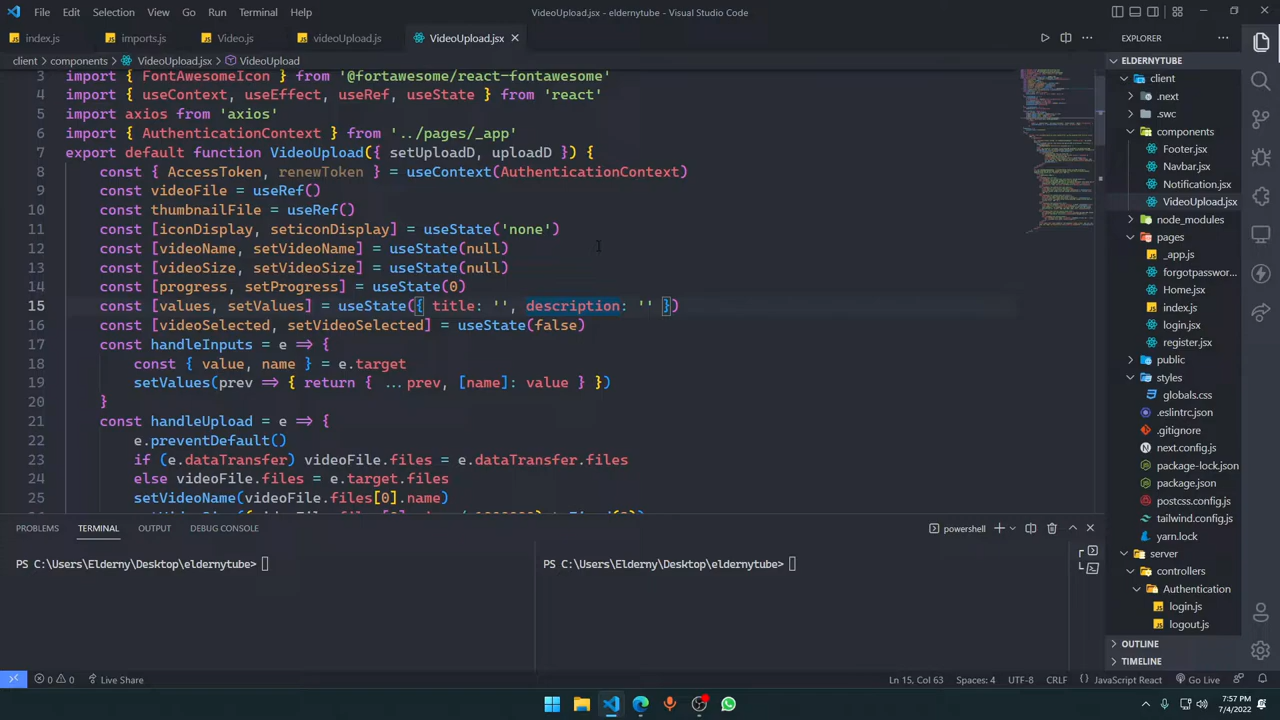 File Edit Selection View Go Run Terminal Help
VideoUpload.jsx - eldernytube - Visual Studio Code
index.js imports.js Video.js videoUpload.js VideoUpload.jsx
client > components > VideoUpload.jsx > VideoUpload
3 import { FontAwesomeIcon } from '@fortawesome/react-fontawesome'
4 import { useContext, useEffect, useRef, useState } from 'react'
5 import axios from 'axios'
6 import { AuthenticationContext } from '../pages/_app'
7 export default function VideoUpload({ setUploadD, uploadD }) {
8 const { AccessToken, renewToken } = useContext(AuthenticationContext)
9 const videoFile = useRef()
10 const thumbnailFile = useRef()
11 const [iconDisplay, seticonDisplay] = useState('none')
12 const [videoName, setVideoName] = useState(null)
13 const [videoSize, setVideoSize] = useState(null)
14 const [progress, setProgress] = useState(0)
15 const [values, setValues] = useState({ title: '', description: '' })
16 const [videoSelected, setVideoSelected] = useState(false)
17 const handleInputs = e => {
18 const { value, name } = e.target
19 setValues(prev => { return { ...prev, [name]: value } })
20 }
21 const handleUpload = e => {
22 e.preventDefault()
23 if (e.dataTransfer) videoFile.files = e.dataTransfer.files
24 else videoFile.files = e.target.files
25 setVideoName(videoFile.files[0].name)
PROBLEMS TERMINAL OUTPUT DEBUG CONSOLE
powershell
PS C:\Users\Elderny\Desktop\eldernytube>
PS C:\Users\Elderny\Desktop\eldernytube>
EXPLORER
ELDERNYTUBE
client
.next
.swc
components
Footer.jsx
Navbar.jsx
Notification.jsx
VideoUpload.jsx
node_modules
pages
_app.js
forgotpasswor...
Home.jsx
index.js
login.jsx
register.jsx
public
styles
globals.css
.eslintrc.json
.gitignore
next.config.js
package-lock.json
package.json
postcss.config.js
tailwind.config.js
yarn.lock
server
controllers
Authentication
login.js
logout.js
OUTLINE
TIMELINE
0 0 Live Share
Ln 15, Col 63 Spaces: 4 UTF-8 CRLF { } JavaScript React Go Live
7:57 PM
7/4/2022